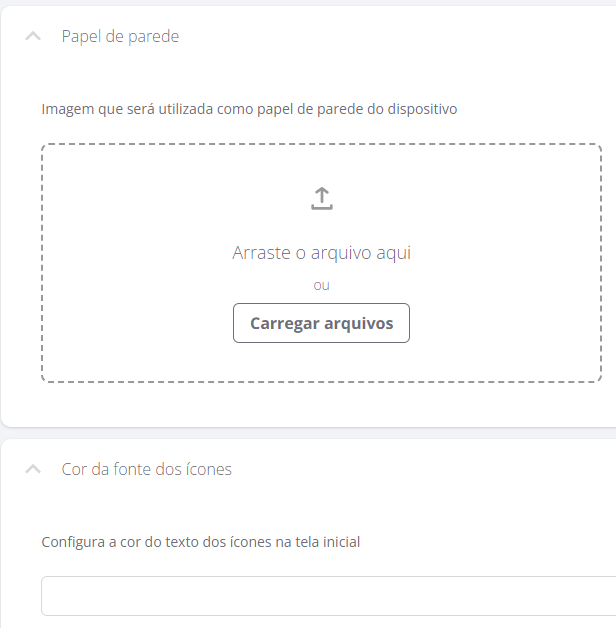 Papel de parede
Imagem que será utilizada como papel de parede do dispositivo
Arraste o arquivo aqui
ou
Carregar arquivos
Cor da fonte dos ícones
Configura a cor do texto dos ícones na tela inicial